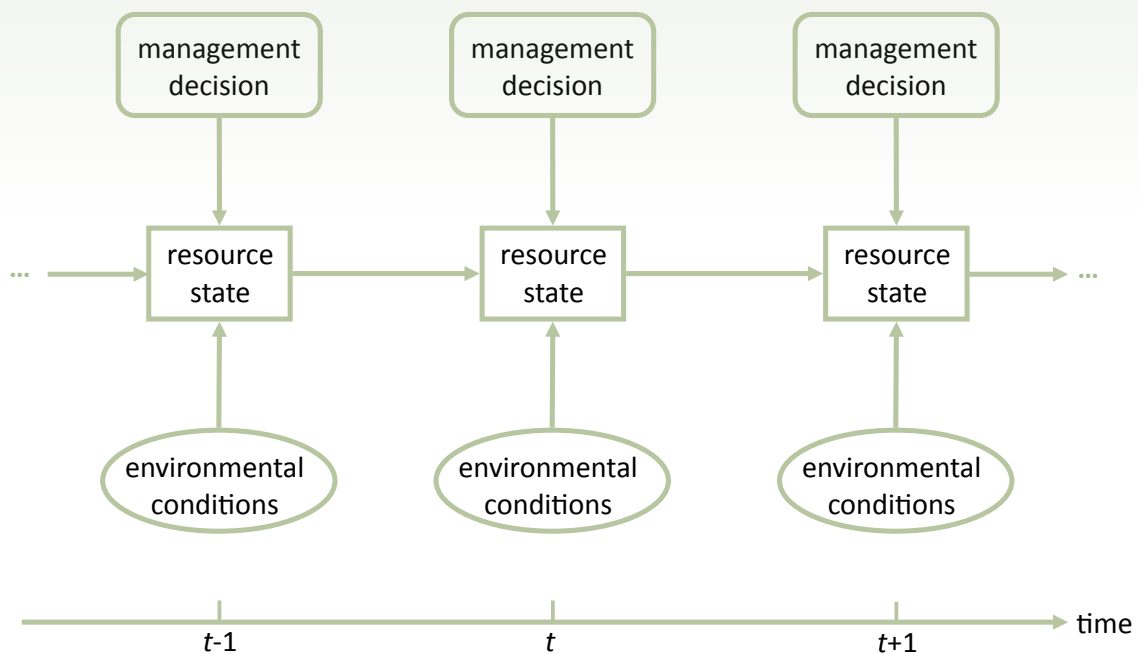 management
decision
management
decision
management
decision
...
resource
state
resource
state
resource
state
...
environmental
conditions
environmental
conditions
environmental
conditions
time
t-1
t
t+1